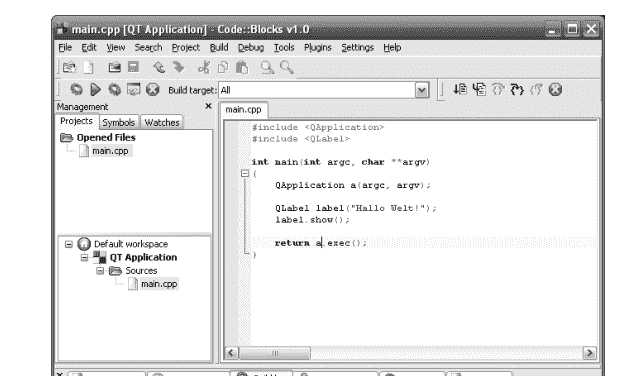 main.cpp [QT Application] - Code::Blocks v1.0
File Edit View Search Project Build Debug Tools Plugins Settings Help
Build target: All
Management
main.cpp
Projects Symbols Watches
Opened Files
main.cpp
Default workspace
QT Application
Sources
main.cpp
#include <QApplication>
#include <QLabel>
int main(int argc, char **argv)
{
QApplication a(argc, argv);
QLabel label("Hallo Welt!");
label.show();
return a.exec();
}